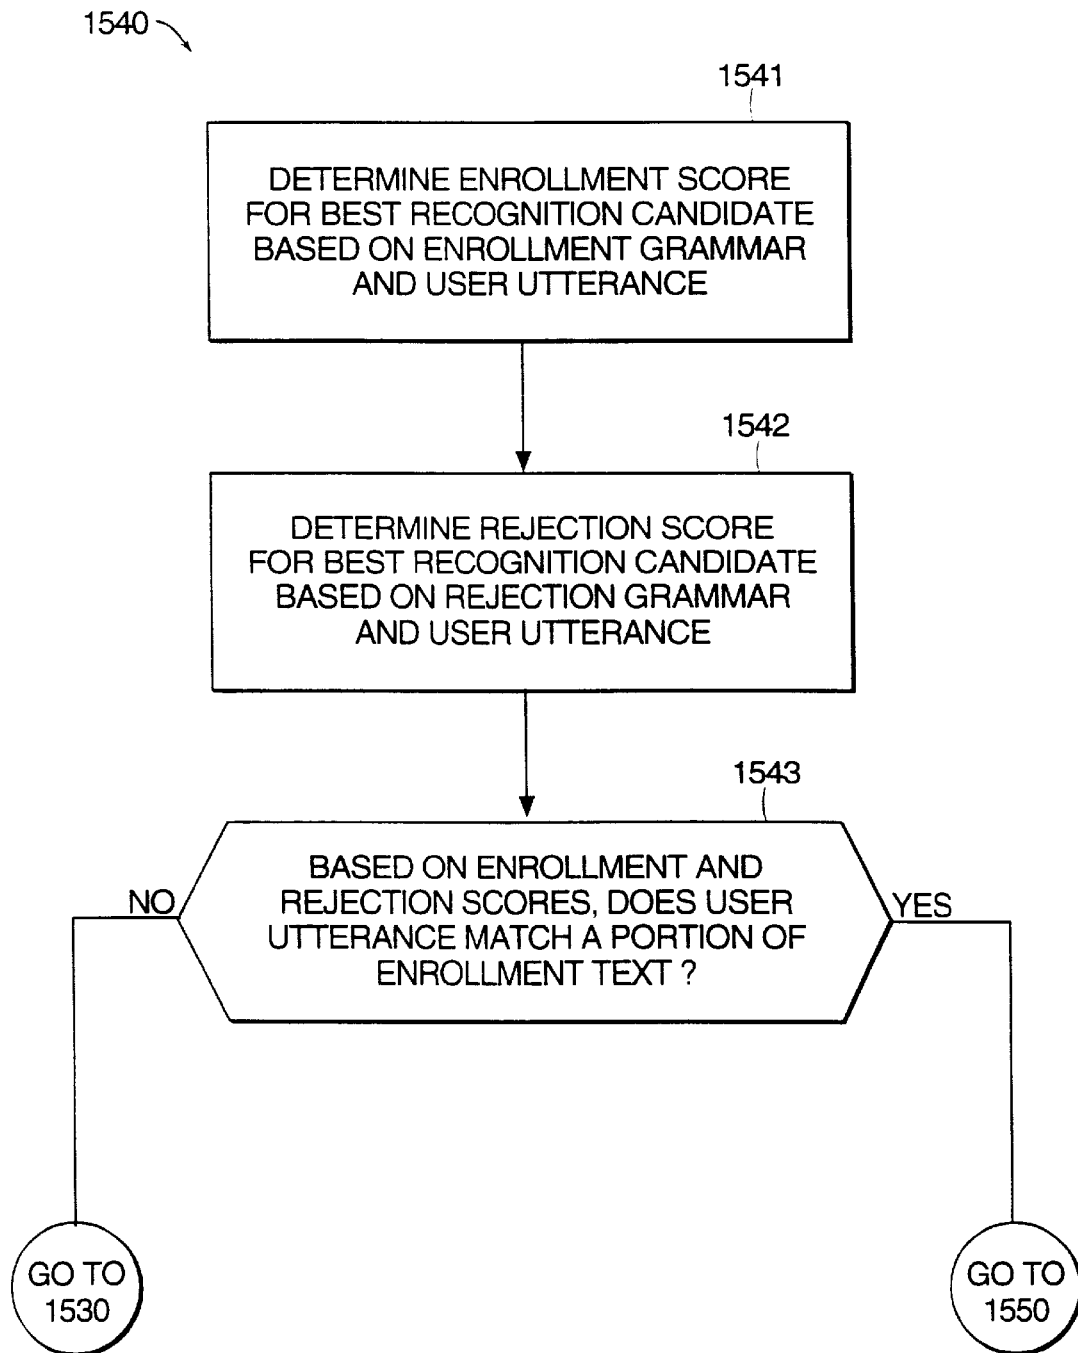 1540
1541
DETERMINE ENROLLMENT SCORE
FOR BEST RECOGNITION CANDIDATE
BASED ON ENROLLMENT GRAMMAR
AND USER UTTERANCE
1542
DETERMINE REJECTION SCORE
FOR BEST RECOGNITION CANDIDATE
BASED ON REJECTION GRAMMAR
AND USER UTTERANCE
1543
BASED ON ENROLLMENT AND
REJECTION SCORES, DOES USER
UTTERANCE MATCH A PORTION OF
ENROLLMENT TEXT ?
NO
YES
GO TO
1530
GO TO
1550